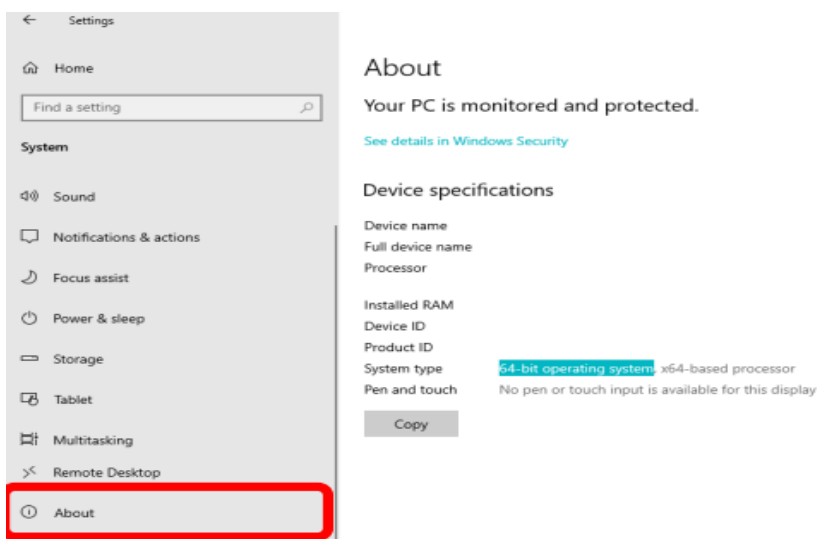 Settings
Home
Find a setting
System
Sound
Notifications & actions
Focus assist
Power & sleep
Storage
Tablet
Multitasking
Remote Desktop
About
About
Your PC is monitored and protected.
See details in Windows Security
Device specifications
Device name
Full device name
Processor
Installed RAM
Device ID
Product ID
System type 64-bit operating system, x64-based processor
Pen and touch No pen or touch input is available for this display
Copy